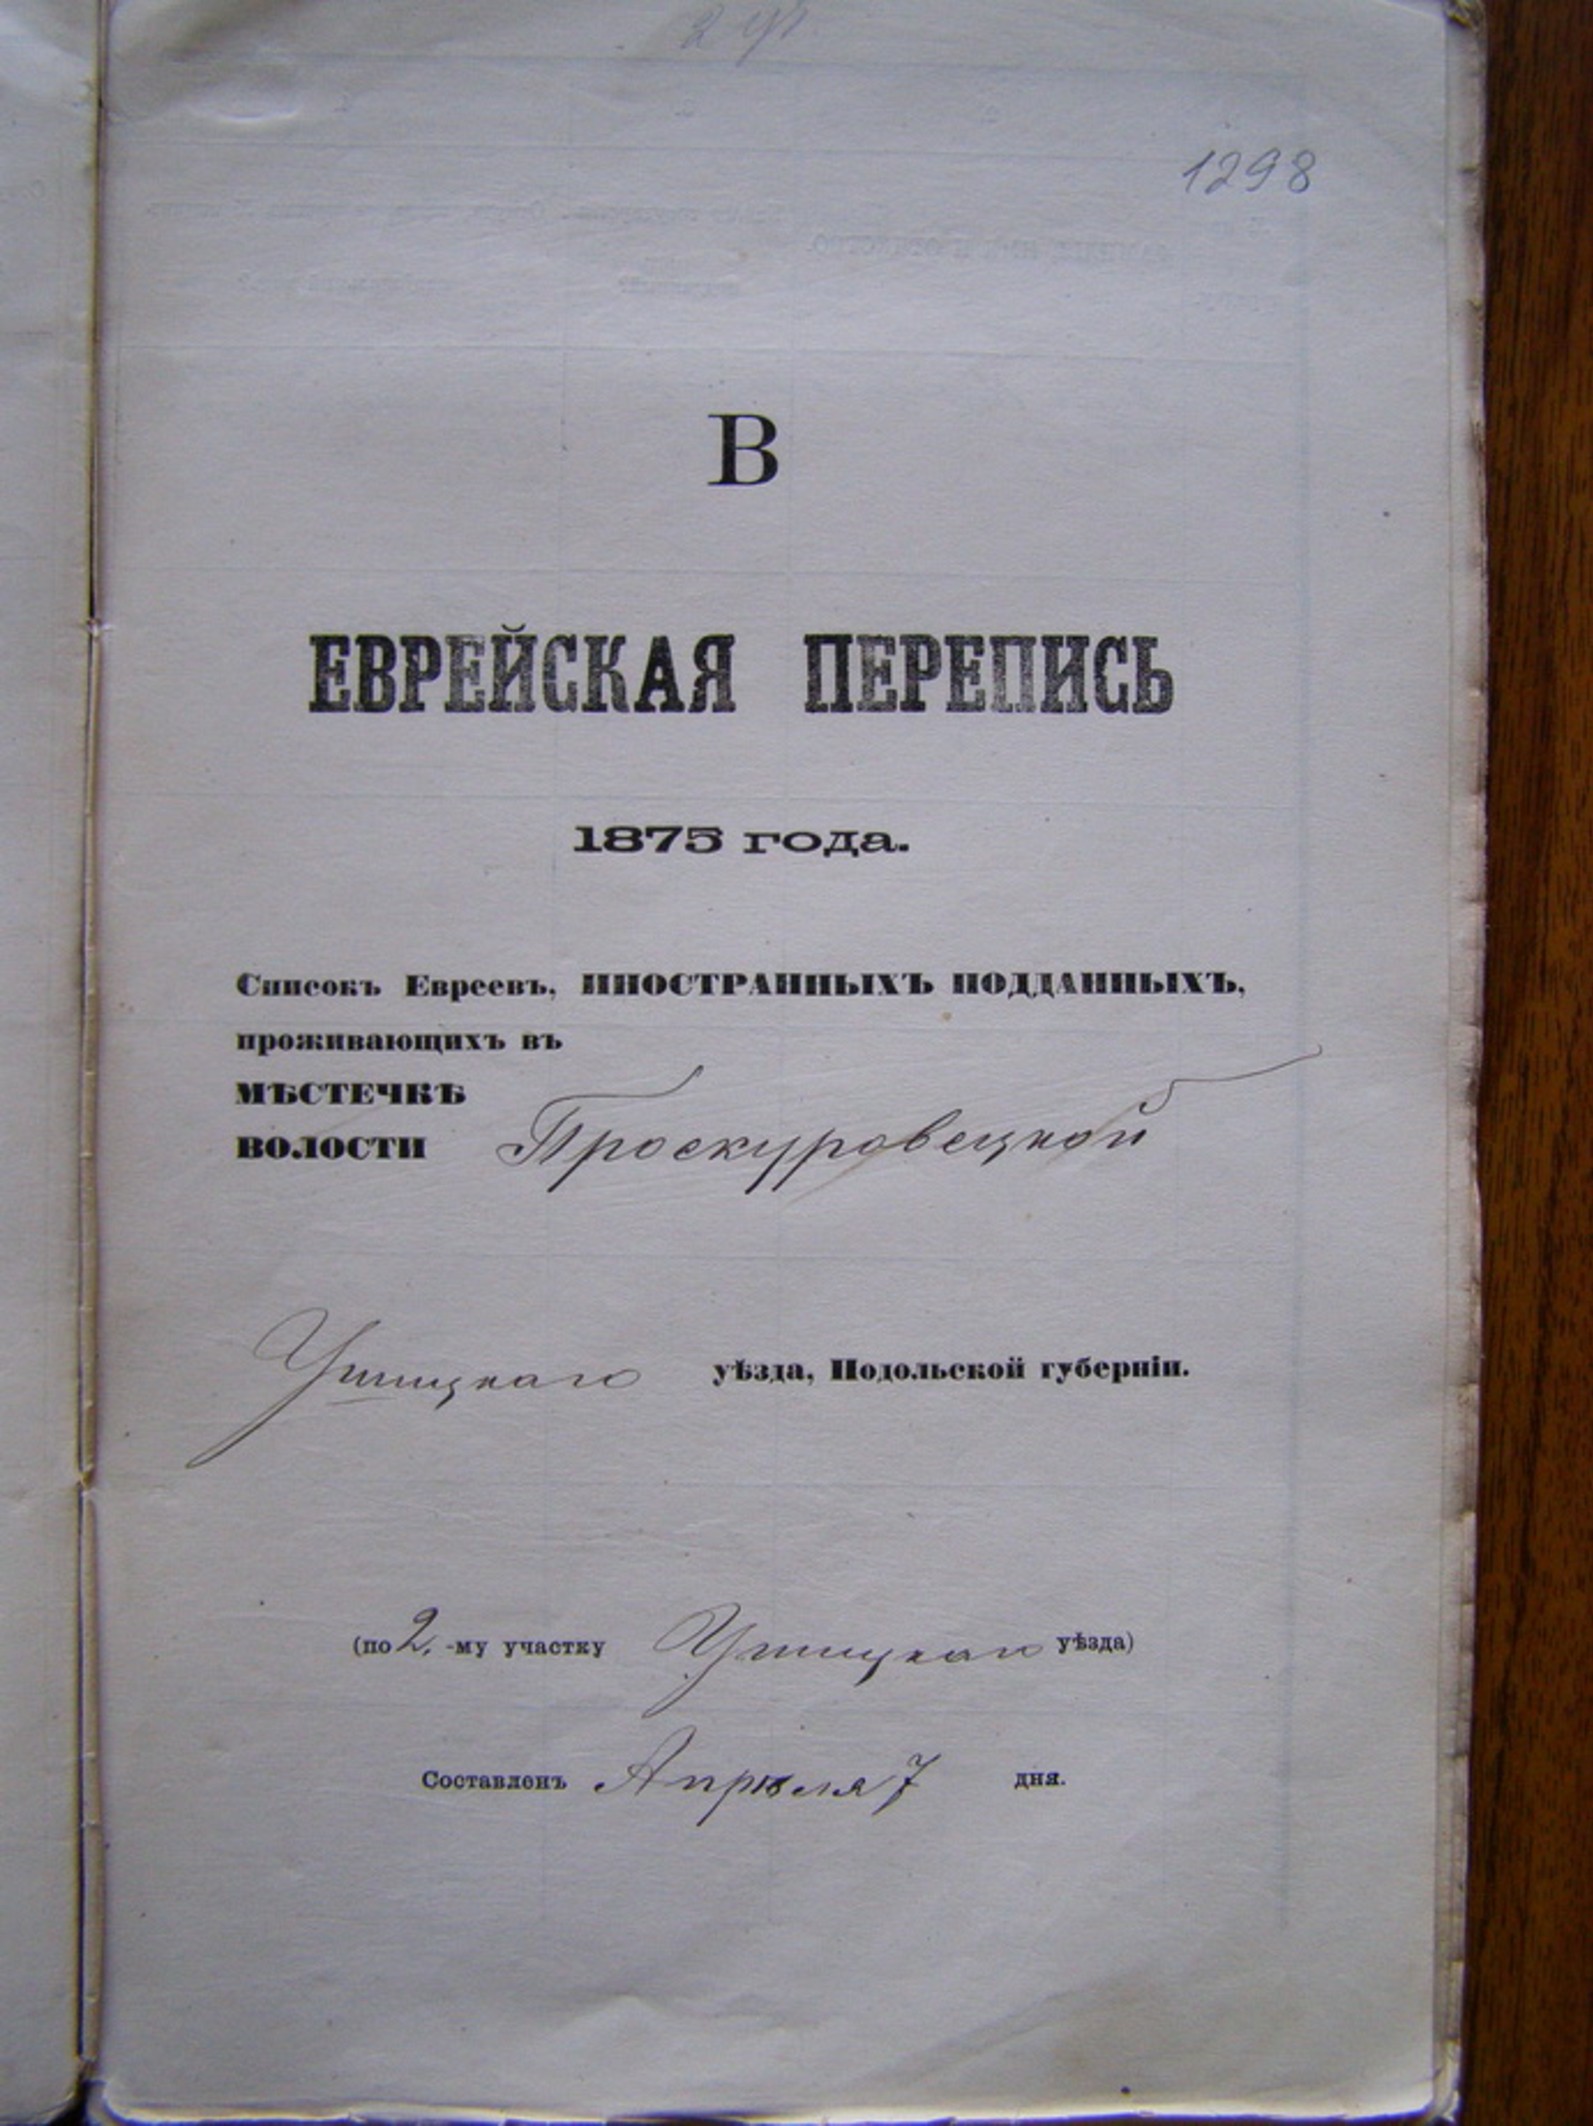 1298
В
ЕВРЕЙСКАЯ ПЕРЕПИСЬ
1875 года.
Списокъ Евреевъ, ИНОСТРАННЫХЪ ПОДДАННЫХЪ,
проживающихъ въ
МѢСТЕЧКѢ
ВОЛОСТИ Проскуровецкой
Ушицкаго уѣзда, Подольской губерніи.
(по 2. -му участку Ушицкаго уѣзда)
Составленъ Апрѣля 7 дня.